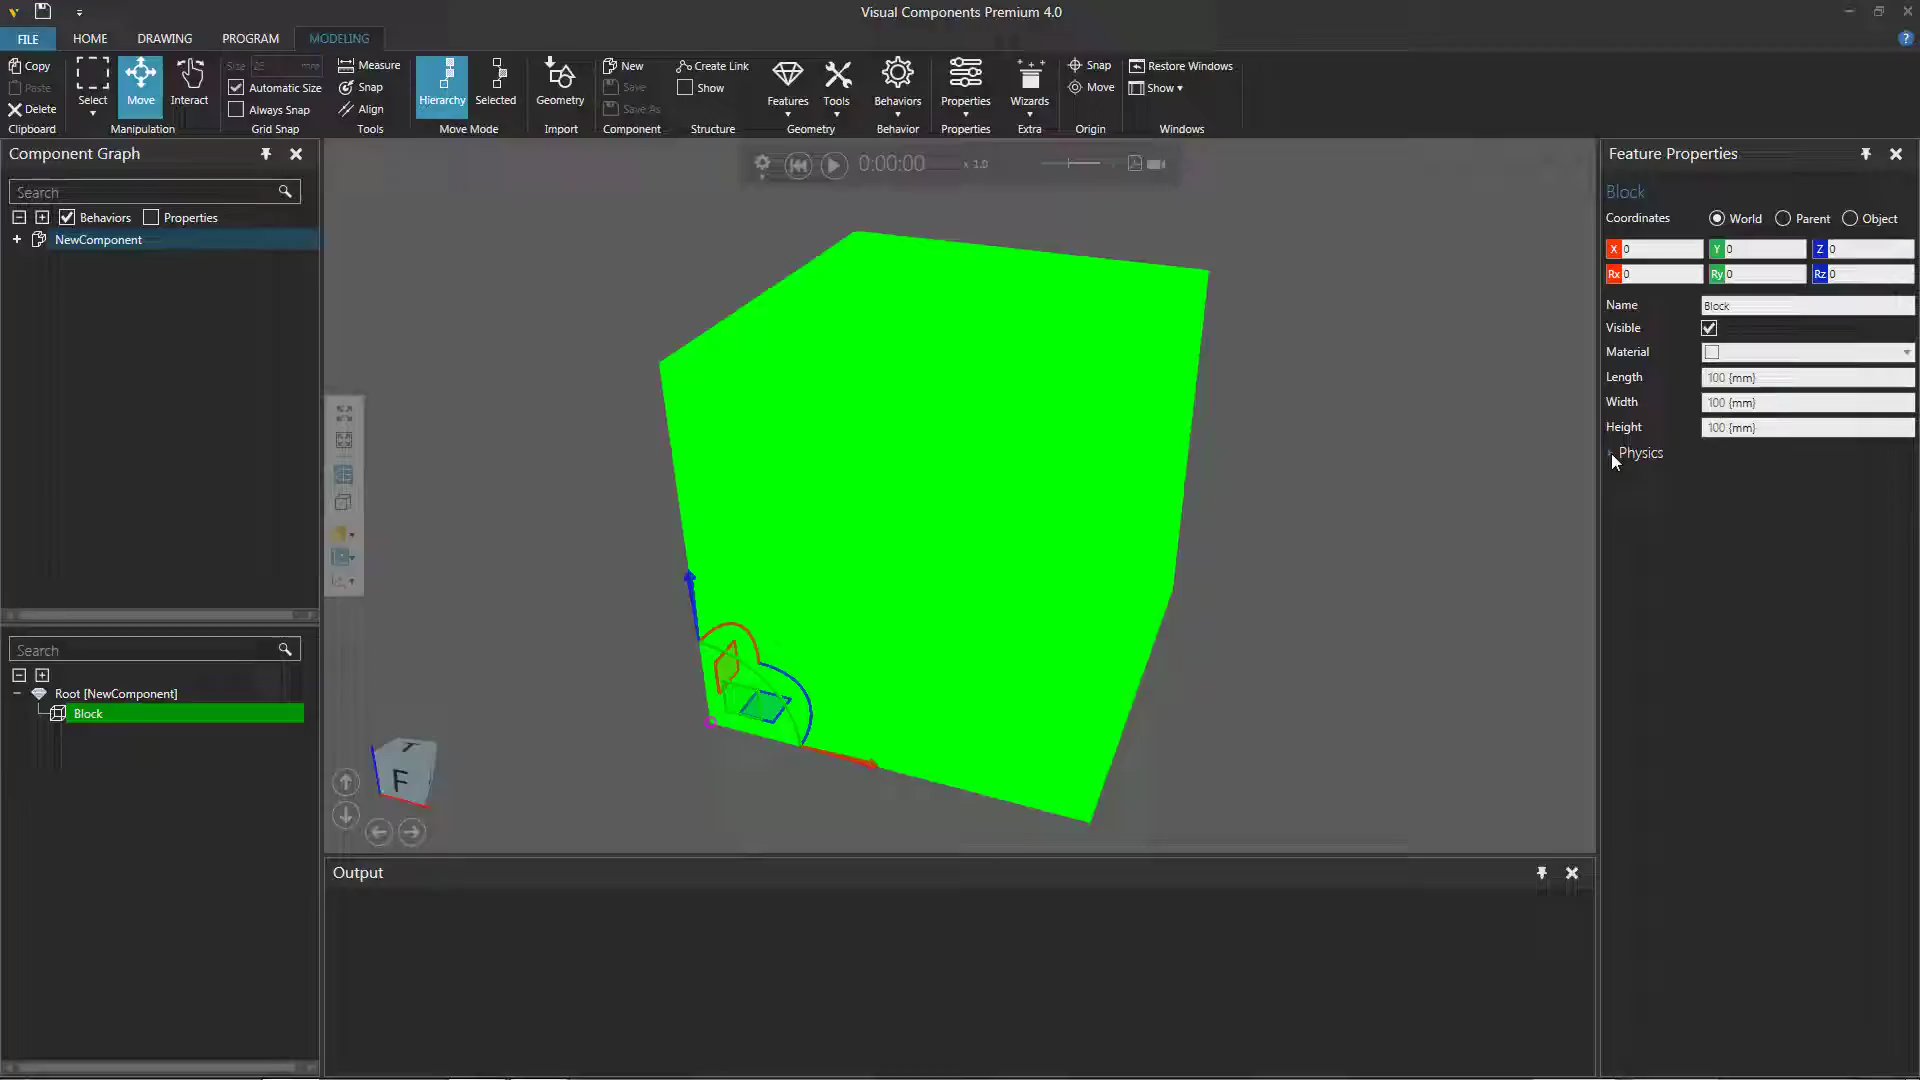 Visual Components Premium 4.0
FILE HOME DRAWING PROGRAM MODELING
Copy
Paste
Delete
Clipboard
Select
Move
Interact
Manipulation
Size 25 mm
Automatic Size
Always Snap
Grid Snap
Measure
Snap
Align
Tools
Hierarchy
Selected
Move Mode
Geometry
Import
New
Save
Save As
Component
Create Link
Show
Structure
Features
Tools
Geometry
Behaviors
Behavior
Properties
Properties
Wizards
Extra
Snap
Move
Origin
Restore Windows
Show
Windows
Component Graph
Search
Behaviors Properties
NewComponent
Search
Root [NewComponent]
Block
0:00:00 x 1.0
T
F
Output
Feature Properties
Block
Coordinates World Parent Object
X 0 Y 0 Z 0
Rx 0 Ry 0 Rz 0
Name Block
Visible
Material
Length 100 {mm}
Width 100 {mm}
Height 100 {mm}
Physics